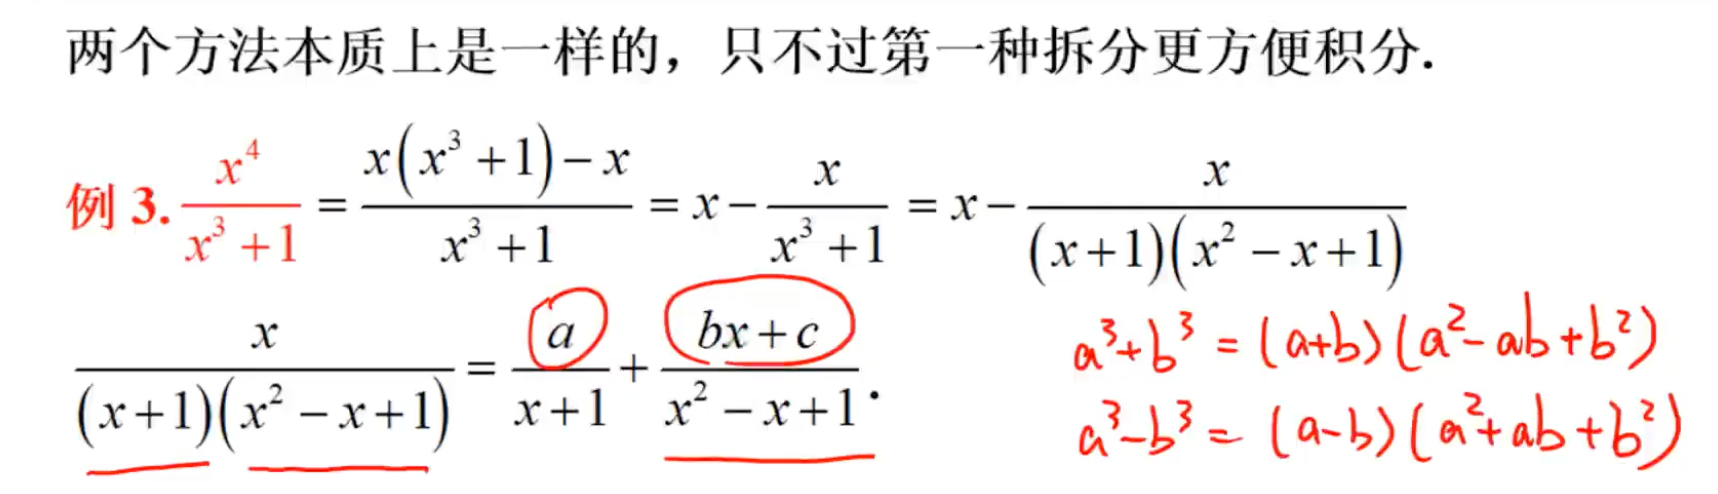 两个方法本质上是一样的，只不过第一种拆分更方便积分.
例 3. \frac{x^4}{x^3+1} = \frac{x(x^3+1)-x}{x^3+1} = x - \frac{x}{x^3+1} = x - \frac{x}{(x+1)(x^2-x+1)}
\frac{x}{(x+1)(x^2-x+1)} = \frac{a}{x+1} + \frac{bx+c}{x^2-x+1}.
a^3+b^3 = (a+b)(a^2-ab+b^2)
a^3-b^3 = (a-b)(a^2+ab+b^2)